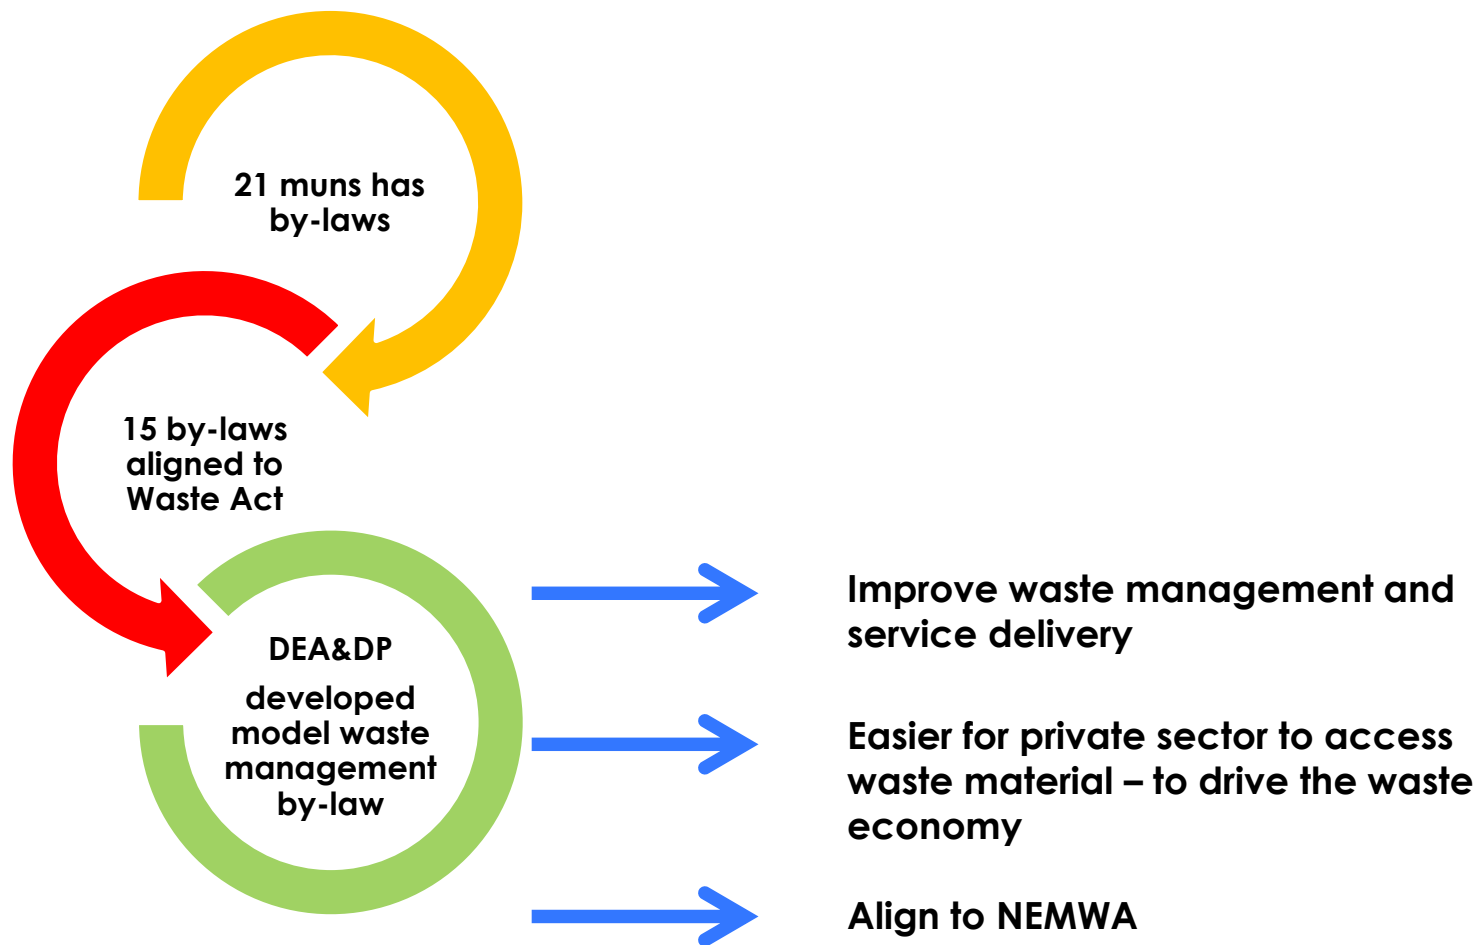 21 muns has
by-laws
15 by-laws
aligned to
Waste Act
DEA&DP
developed
model waste
management
by-law
Improve waste management and
service delivery
Easier for private sector to access
waste material – to drive the waste
economy
Align to NEMWA